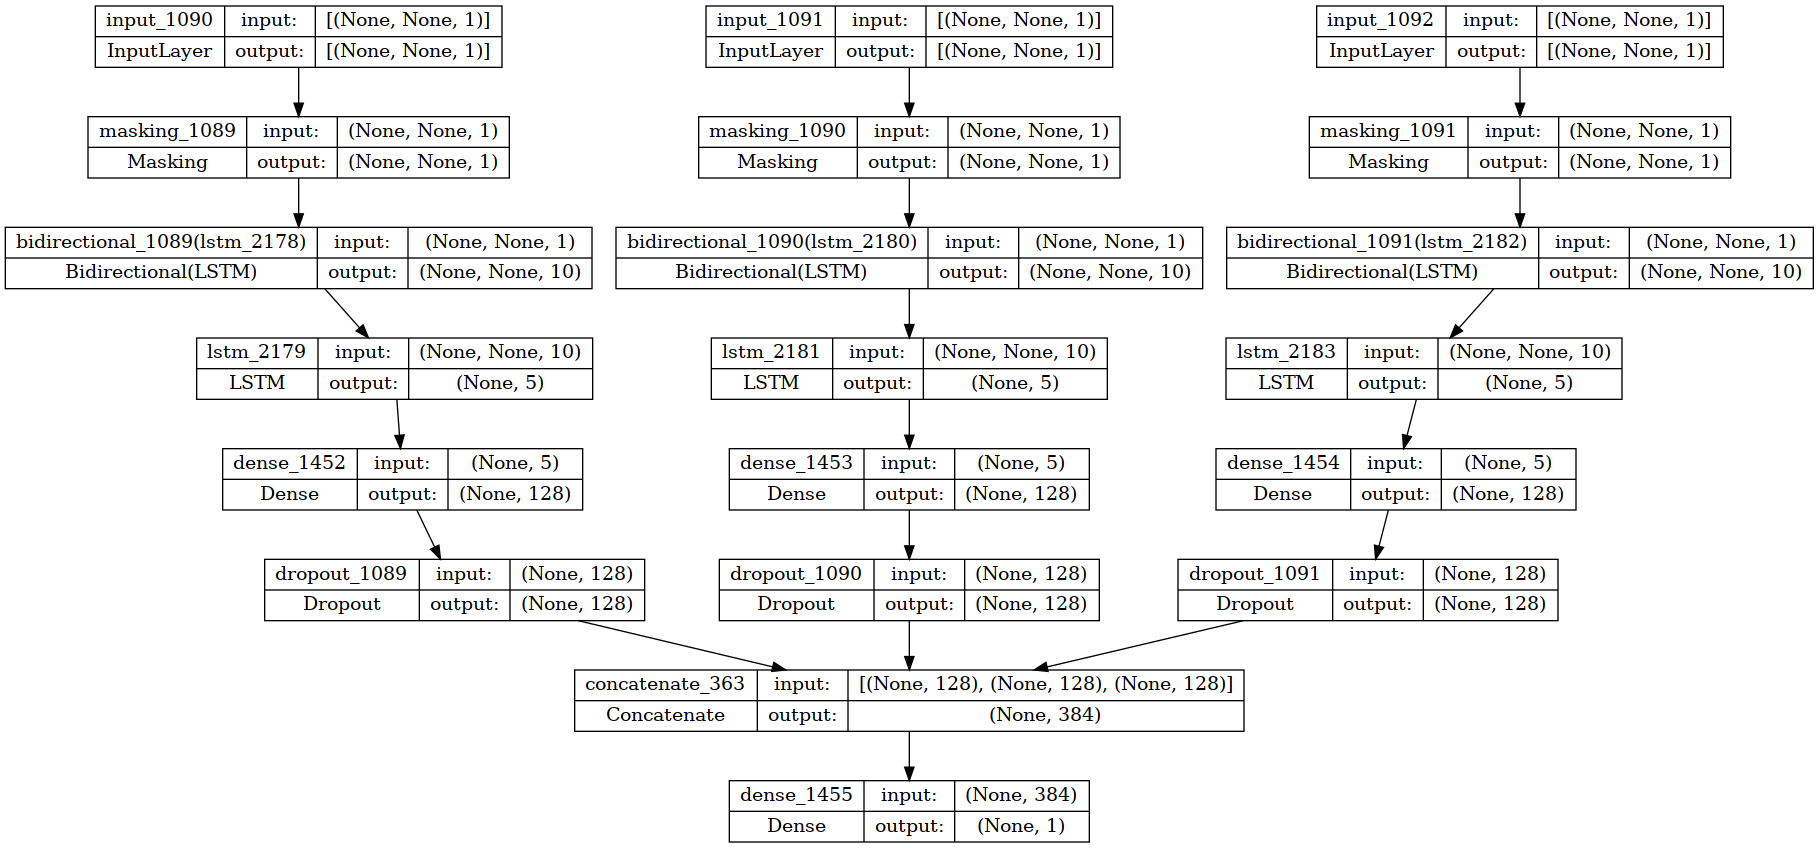 input_1090 input: [(None, None, 1)]
InputLayer output: [(None, None, 1)]
input_1091 input: [(None, None, 1)]
InputLayer output: [(None, None, 1)]
input_1092 input: [(None, None, 1)]
InputLayer output: [(None, None, 1)]
masking_1089 input: (None, None, 1)
Masking output: (None, None, 1)
masking_1090 input: (None, None, 1)
Masking output: (None, None, 1)
masking_1091 input: (None, None, 1)
Masking output: (None, None, 1)
bidirectional_1089(lstm_2178) input: (None, None, 1)
Bidirectional(LSTM) output: (None, None, 10)
bidirectional_1090(lstm_2180) input: (None, None, 1)
Bidirectional(LSTM) output: (None, None, 10)
bidirectional_1091(lstm_2182) input: (None, None, 1)
Bidirectional(LSTM) output: (None, None, 10)
lstm_2179 input: (None, None, 10)
LSTM output: (None, 5)
lstm_2181 input: (None, None, 10)
LSTM output: (None, 5)
lstm_2183 input: (None, None, 10)
LSTM output: (None, 5)
dense_1452 input: (None, 5)
Dense output: (None, 128)
dense_1453 input: (None, 5)
Dense output: (None, 128)
dense_1454 input: (None, 5)
Dense output: (None, 128)
dropout_1089 input: (None, 128)
Dropout output: (None, 128)
dropout_1090 input: (None, 128)
Dropout output: (None, 128)
dropout_1091 input: (None, 128)
Dropout output: (None, 128)
concatenate_363 input: [(None, 128), (None, 128), (None, 128)]
Concatenate output: (None, 384)
dense_1455 input: (None, 384)
Dense output: (None, 1)